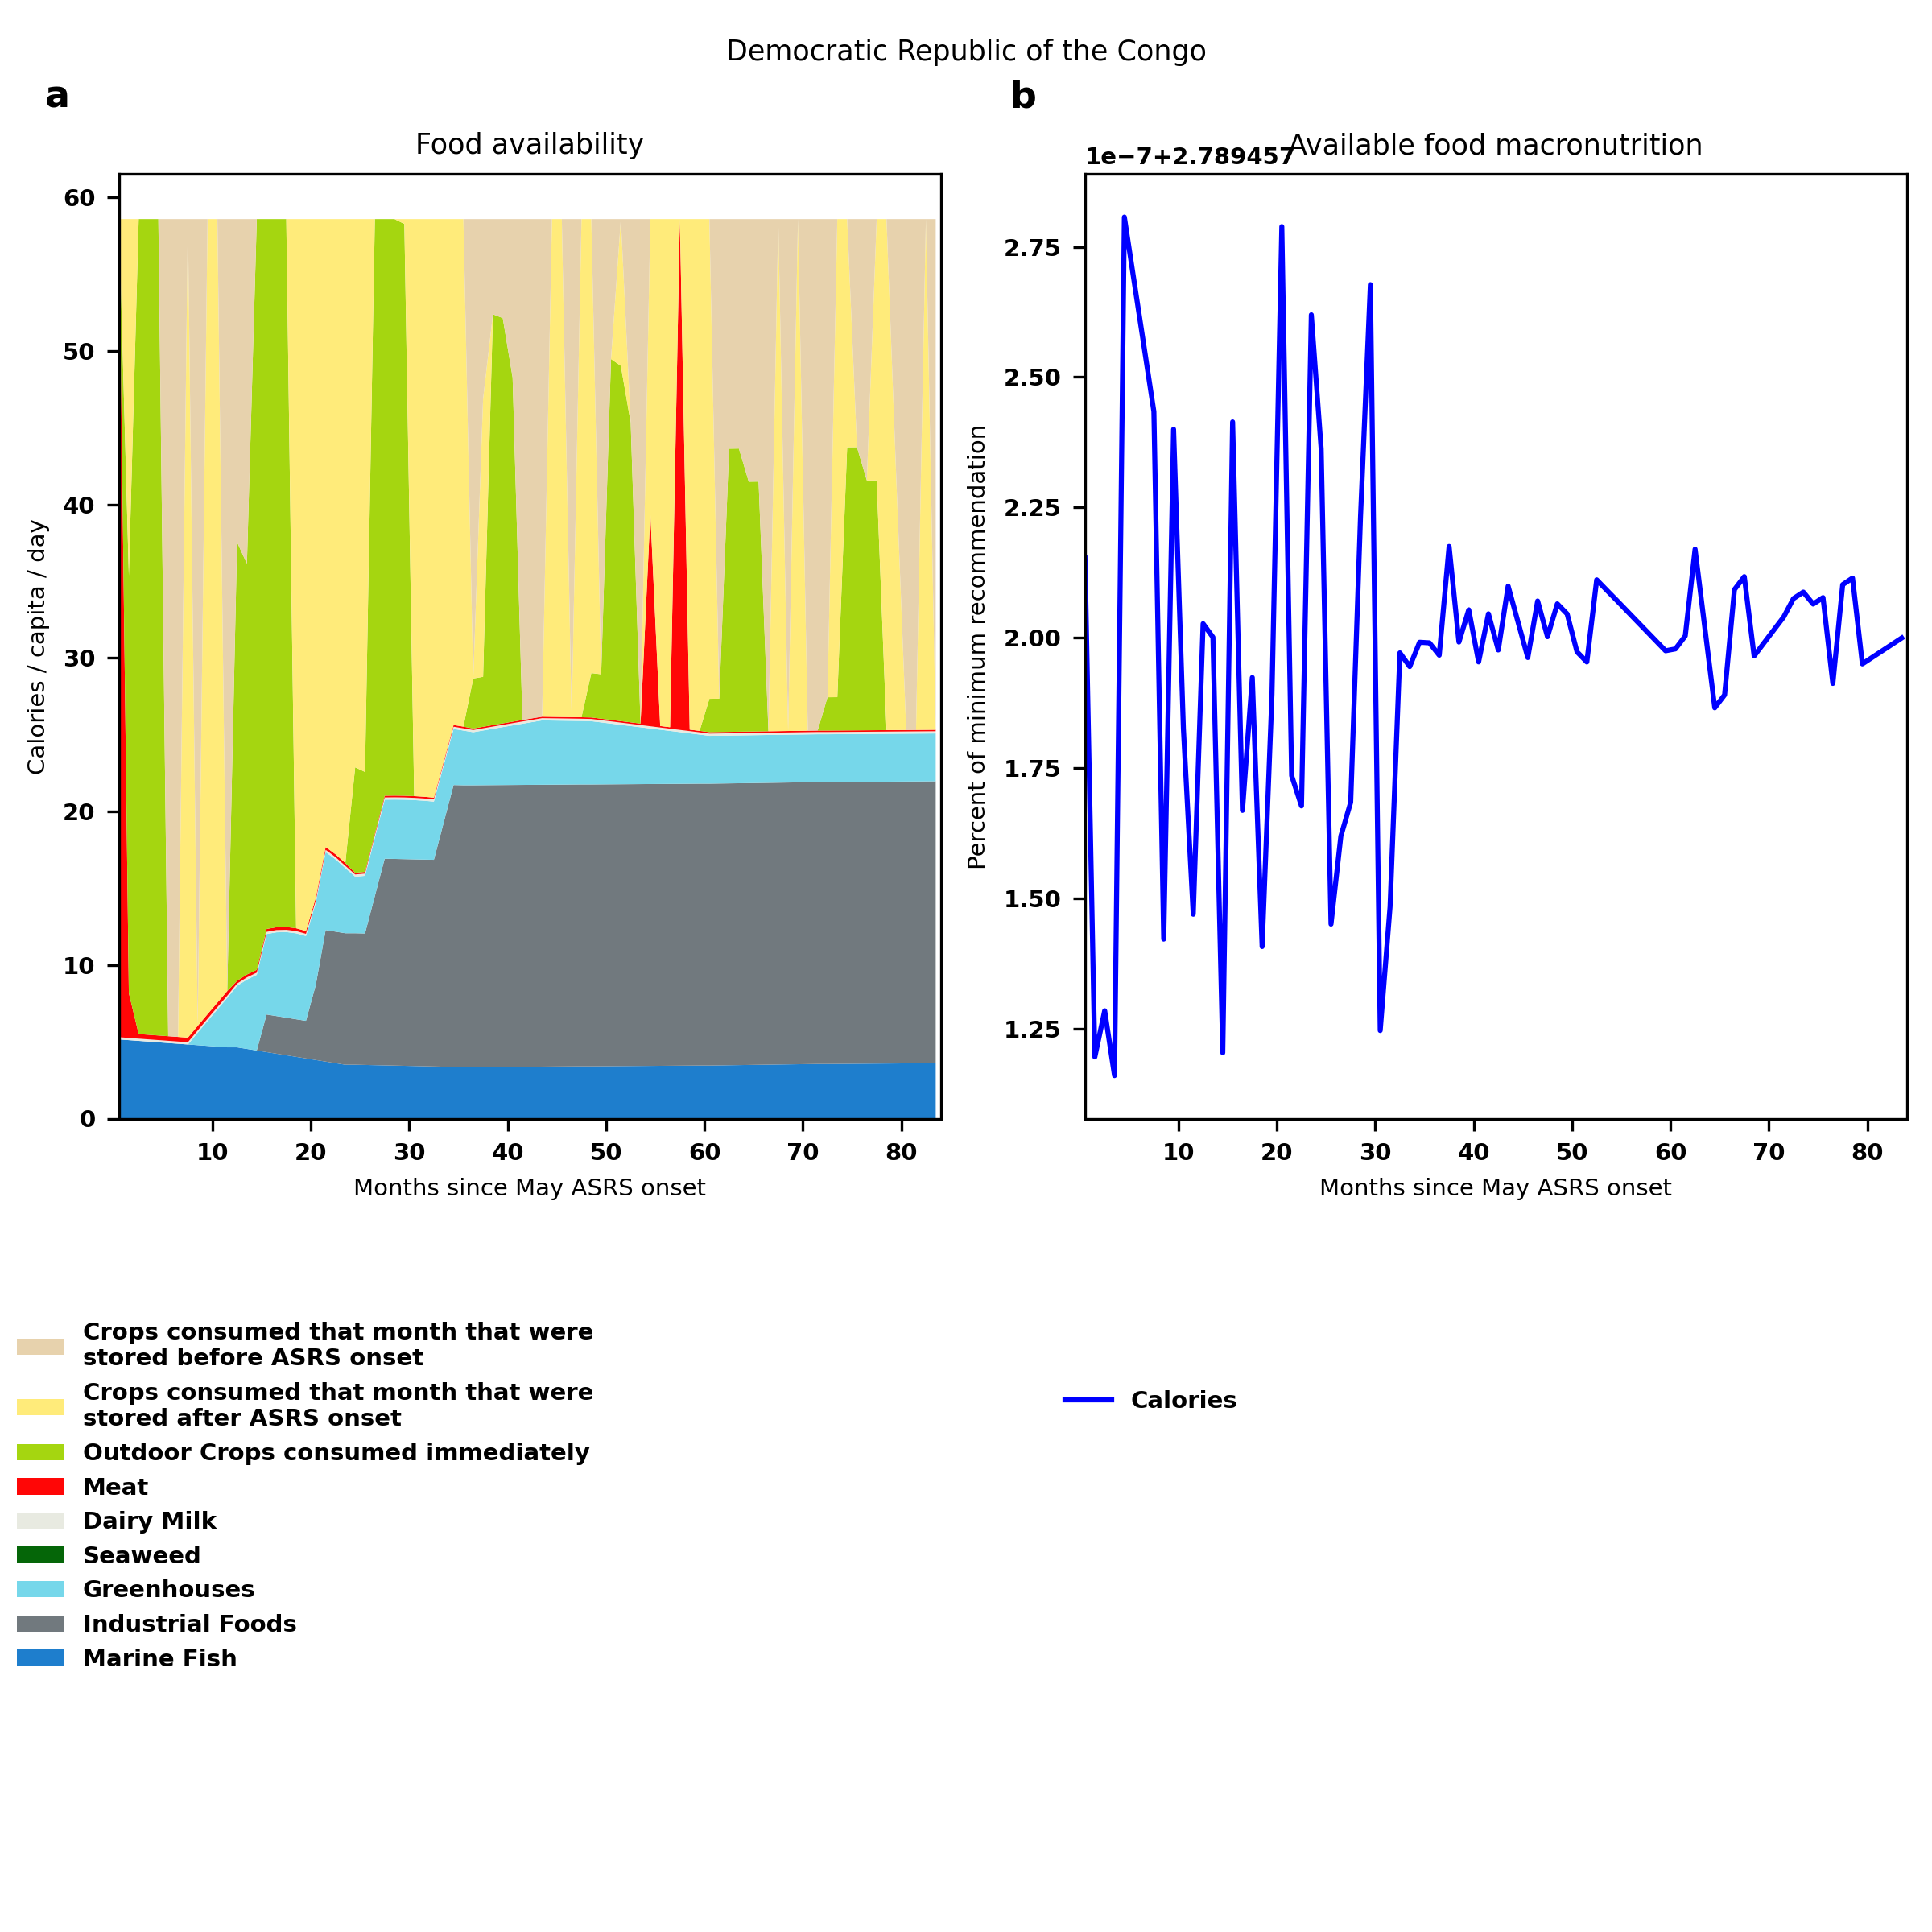 Democratic Republic of the Congo
a
b
Food availability
1e−7+2.789457
Available food macronutrition
60
50
40
30
20
10
0
Calories / capita / day
10 20 30 40 50 60 70 80
Months since May ASRS onset
2.75
2.50
2.25
2.00
1.75
1.50
1.25
Percent of minimum recommendation
10 20 30 40 50 60 70 80
Months since May ASRS onset
Crops consumed that month that were
stored before ASRS onset
Crops consumed that month that were
stored after ASRS onset
Outdoor Crops consumed immediately
Meat
Dairy Milk
Seaweed
Greenhouses
Industrial Foods
Marine Fish
Calories